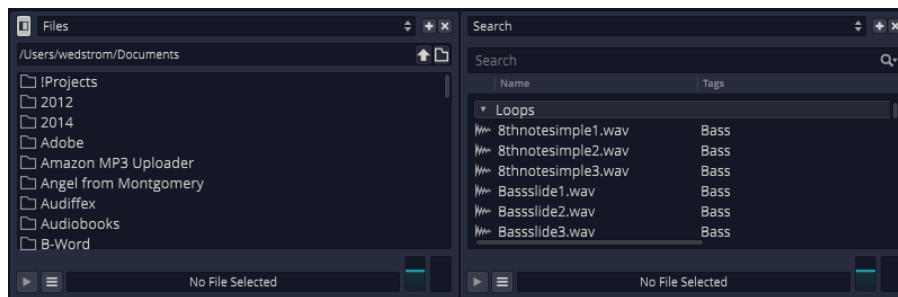 Files
/Users/wedstrom/Documents
!Projects
2012
2014
Adobe
Amazon MP3 Uploader
Angel from Montgomery
Audiffex
Audiobooks
B-Word
No File Selected
Search
Search
Name Tags
Loops
8thnotesimple1.wav Bass
8thnotesimple2.wav Bass
8thnotesimple3.wav Bass
Bassslide1.wav Bass
Bassslide2.wav Bass
Bassslide3.wav Bass
No File Selected